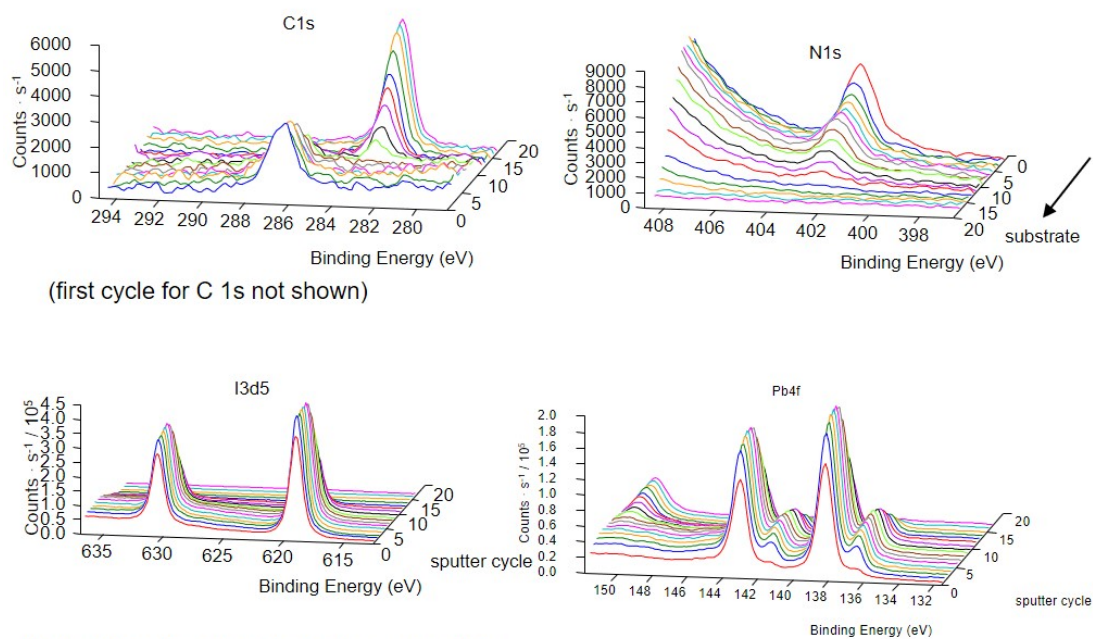 C1s
Counts · s⁻¹
6000
5000
4000
3000
2000
1000
0
294 292 290 288 286 284 282 280
0
5
10
15
20
Binding Energy (eV)
(first cycle for C 1s not shown)
N1s
Counts · s⁻¹
9000
8000
7000
6000
5000
4000
3000
2000
1000
0
408 406 404 402 400 398
0
5
10
15
20
substrate
Binding Energy (eV)
I3d5
Counts · s⁻¹ / 10⁵
4.5
4.0
3.5
3.0
2.5
2.0
1.5
1.0
0.5
0.0
635 630 625 620 615
0
5
10
15
20
sputter cycle
Binding Energy (eV)
Pb4f
Counts · s⁻¹ / 10⁵
2.0
1.8
1.6
1.4
1.2
1.0
0.8
0.6
0.4
0.2
0.0
150 148 146 144 142 140 138 136 134 132
0
5
10
15
20
sputter cycle
Binding Energy (eV)